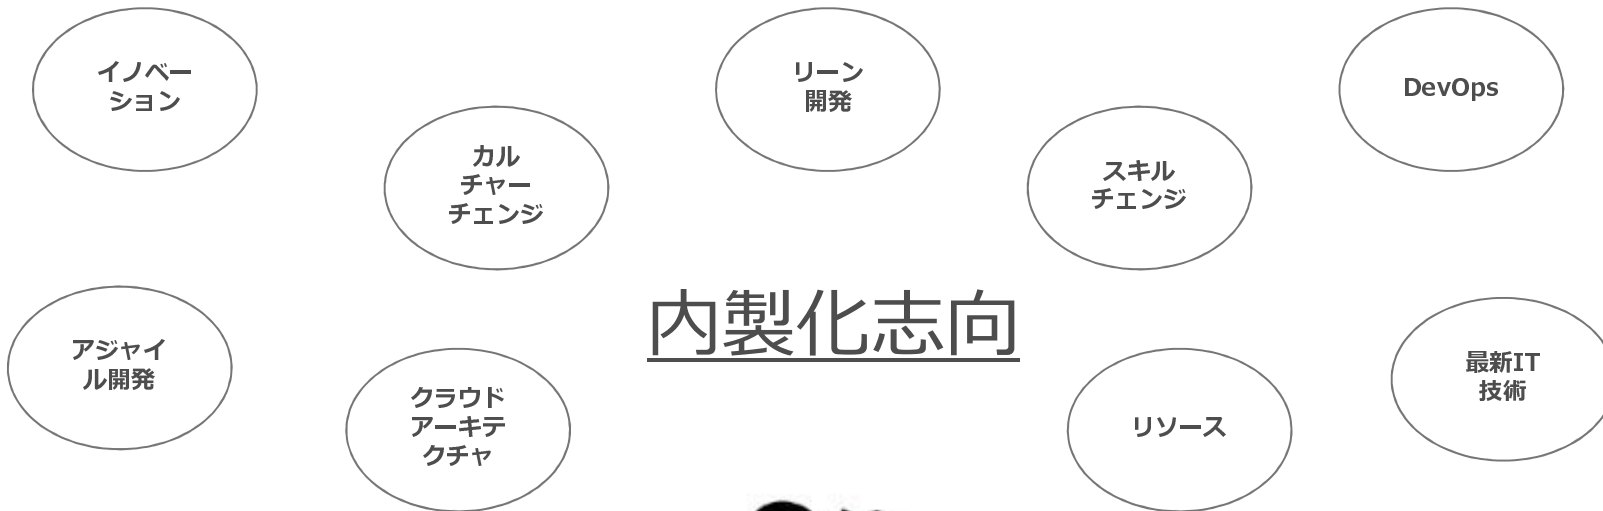 イノベー
ション
リーン
開発
DevOps
カル
チャー
チェンジ
スキル
チェンジ
内製化志向
アジャイ
ル開発
最新IT
技術
クラウド
アーキテ
クチャ
リソース